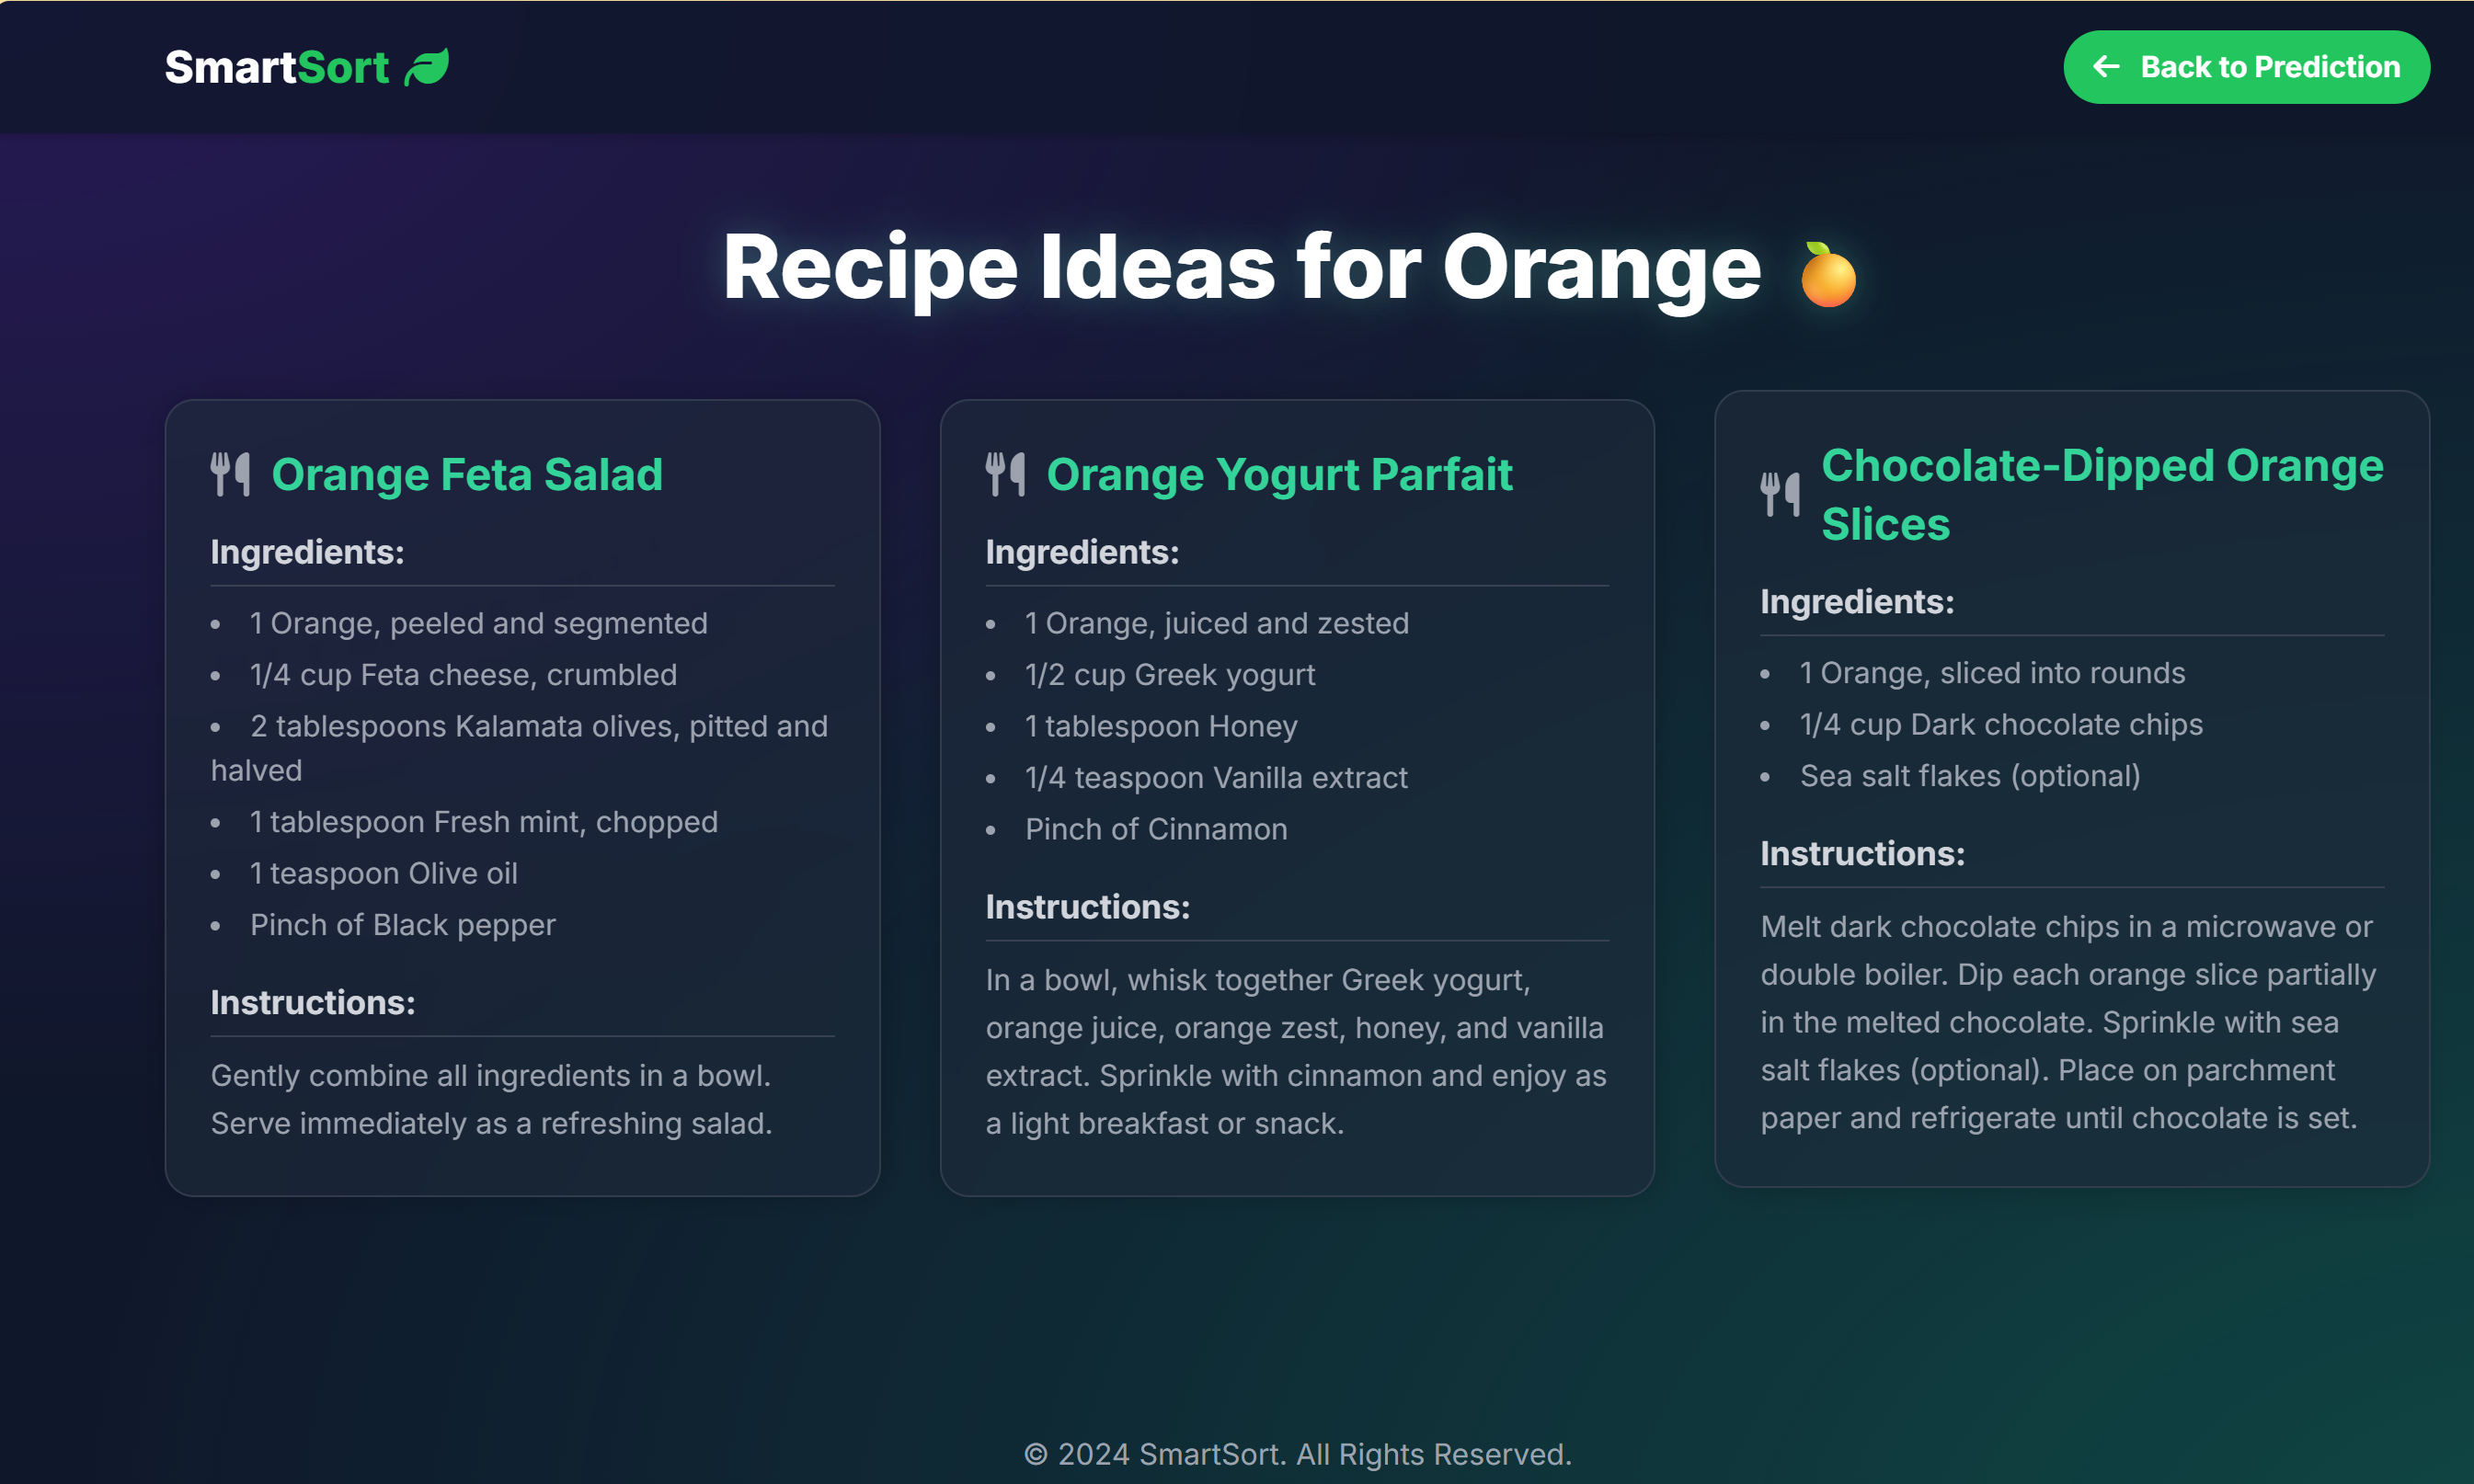 SmartSort
Back to Prediction
Recipe Ideas for Orange
Orange Feta Salad
Ingredients:
1 Orange, peeled and segmented
1/4 cup Feta cheese, crumbled
2 tablespoons Kalamata olives, pitted and
halved
1 tablespoon Fresh mint, chopped
1 teaspoon Olive oil
Pinch of Black pepper
Instructions:
Gently combine all ingredients in a bowl.
Serve immediately as a refreshing salad.
Orange Yogurt Parfait
Ingredients:
1 Orange, juiced and zested
1/2 cup Greek yogurt
1 tablespoon Honey
1/4 teaspoon Vanilla extract
Pinch of Cinnamon
Instructions:
In a bowl, whisk together Greek yogurt,
orange juice, orange zest, honey, and vanilla
extract. Sprinkle with cinnamon and enjoy as
a light breakfast or snack.
Chocolate-Dipped Orange
Slices
Ingredients:
1 Orange, sliced into rounds
1/4 cup Dark chocolate chips
Sea salt flakes (optional)
Instructions:
Melt dark chocolate chips in a microwave or
double boiler. Dip each orange slice partially
in the melted chocolate. Sprinkle with sea
salt flakes (optional). Place on parchment
paper and refrigerate until chocolate is set.
© 2024 SmartSort. All Rights Reserved.